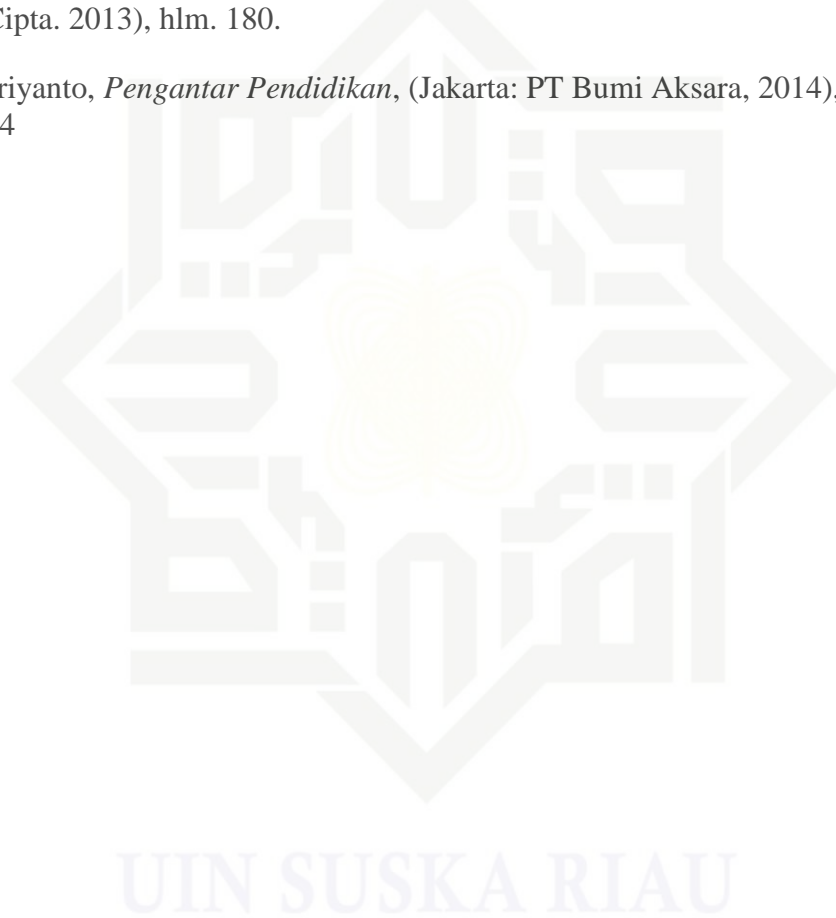 Cipta. 2013), hlm. 180.
riyanto, Pengantar Pendidikan, (Jakarta: PT Bumi Aksara, 2014),
4
UIN SUSKA RIAU